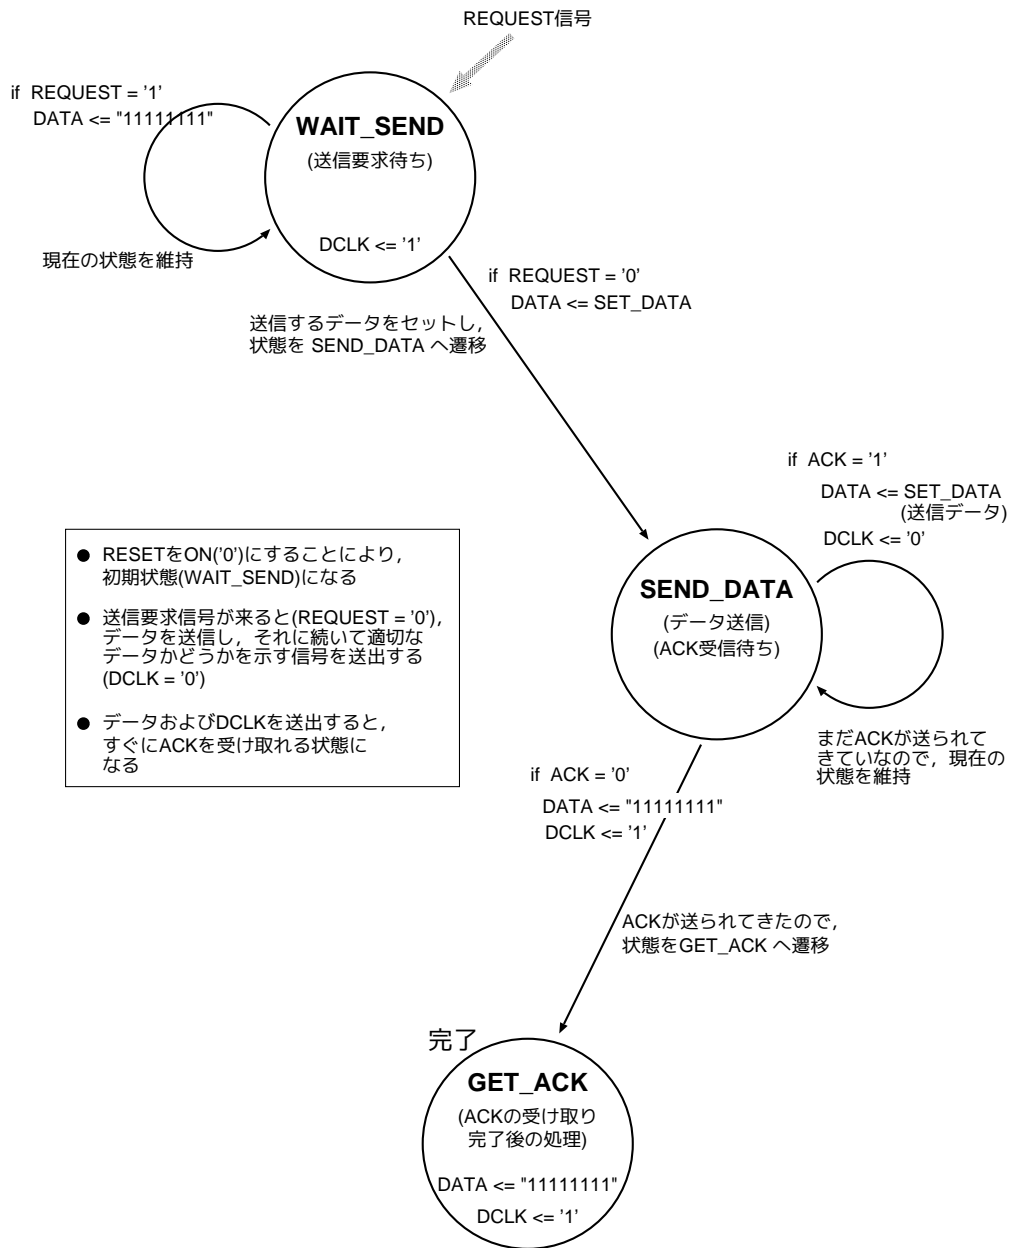 REQUEST信号
if REQUEST = '1'
DATA <= "11111111"
WAIT_SEND
(送信要求待ち)
DCLK <= '1'
現在の状態を維持
if REQUEST = '0'
DATA <= SET_DATA
送信するデータをセットし,
状態を SEND_DATA へ遷移
if ACK = '1'
DATA <= SET_DATA
(送信データ)
DCLK <= '0'
● RESETをON('0')にすることにより,
初期状態(WAIT_SEND)になる
● 送信要求信号が来ると(REQUEST = '0'),
データを送信し, それに続いて適切な
データかどうかを示す信号を送出する
(DCLK = '0')
● データおよびDCLKを送出すると,
すぐにACKを受け取れる状態に
なる
SEND_DATA
(データ送信)
(ACK受信待ち)
まだACKが送られて
きていなので, 現在の
状態を維持
if ACK = '0'
DATA <= "11111111"
DCLK <= '1'
ACKが送られてきたので,
状態をGET_ACK へ遷移
完了
GET_ACK
(ACKの受け取り
完了後の処理)
DATA <= "11111111"
DCLK <= '1'